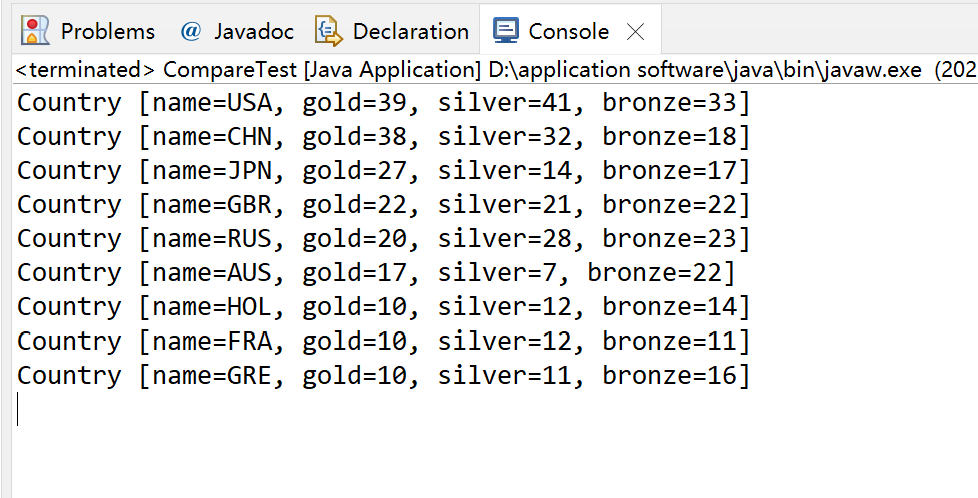 Problems @ Javadoc Declaration Console
<terminated> CompareTest [Java Application] D:\application software\java\bin\javaw.exe (202
Country [name=USA, gold=39, silver=41, bronze=33]
Country [name=CHN, gold=38, silver=32, bronze=18]
Country [name=JPN, gold=27, silver=14, bronze=17]
Country [name=GBR, gold=22, silver=21, bronze=22]
Country [name=RUS, gold=20, silver=28, bronze=23]
Country [name=AUS, gold=17, silver=7, bronze=22]
Country [name=HOL, gold=10, silver=12, bronze=14]
Country [name=FRA, gold=10, silver=12, bronze=11]
Country [name=GRE, gold=10, silver=11, bronze=16]